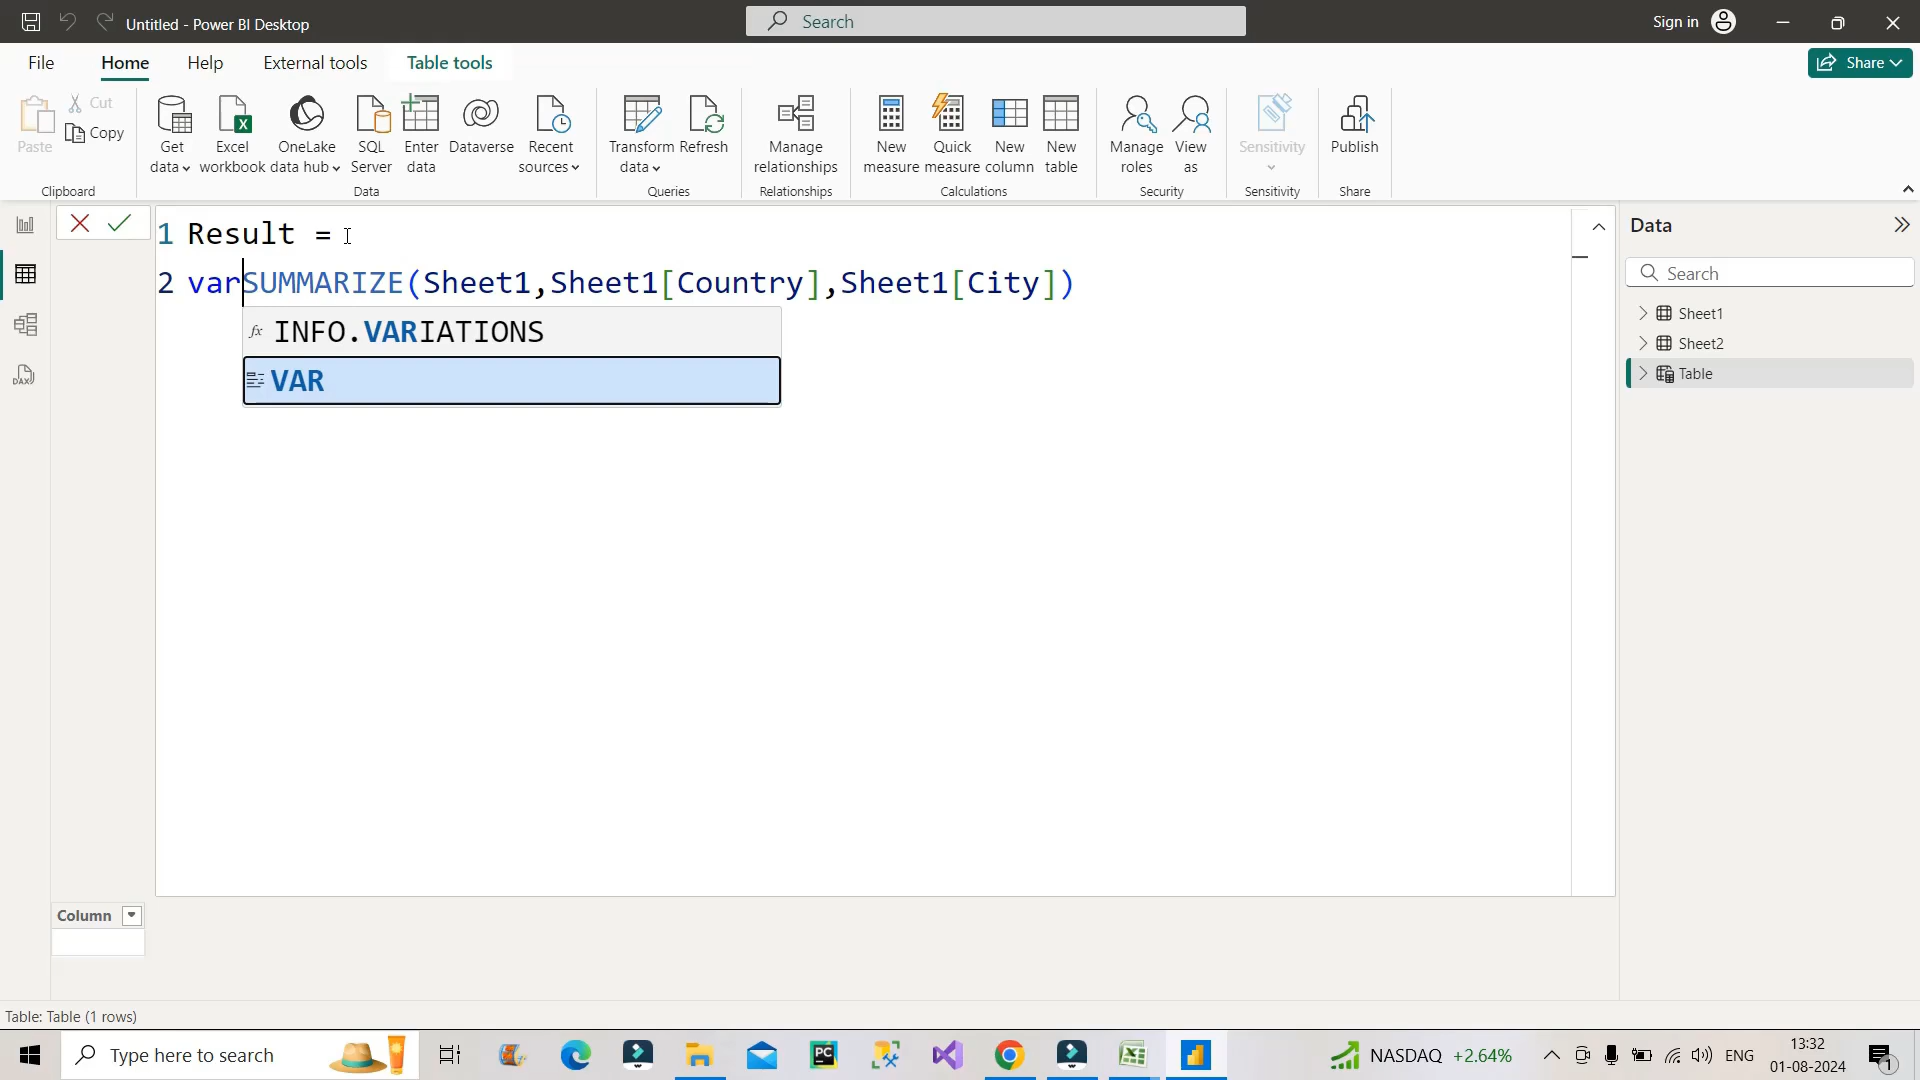 Untitled - Power BI Desktop
Search
Sign in
File
Home
Help
External tools
Table tools
Share
Paste
Cut
Copy
Clipboard
Get data
Excel workbook
OneLake data hub
SQL Server
Enter data
Dataverse
Recent sources
Data
Transform data
Refresh
Queries
Manage relationships
Relationships
New measure
Quick measure
New column
New table
Calculations
Manage roles
View as
Security
Sensitivity
Sensitivity
Publish
Share
1 Result =
2 varSUMMARIZE(Sheet1,Sheet1[Country],Sheet1[City])
fx INFO.VARIATIONS
VAR
DAX
Data
Search
Sheet1
Sheet2
Table
Column
Table: Table (1 rows)
Type here to search
PC
NASDAQ +2.64%
ENG
13:32
01-08-2024
1